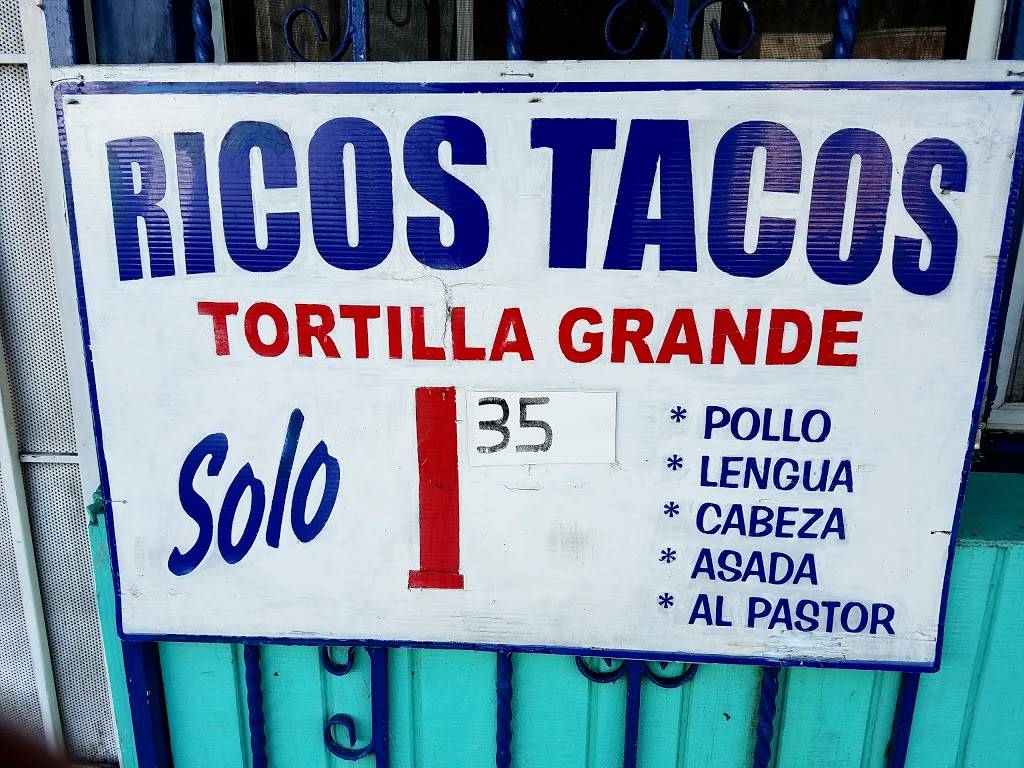 RICOS TACOS
TORTILLA GRANDE
Solo 1 35
* POLLO
* LENGUA
* CABEZA
* ASADA
* AL PASTOR